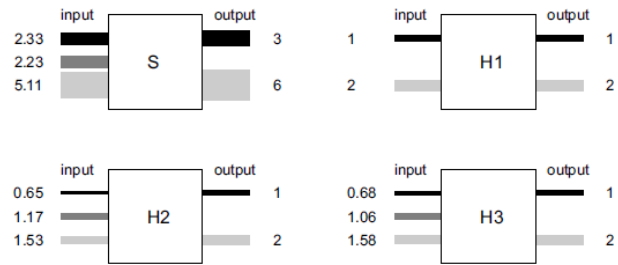 input output
2.33 3
2.23 S
5.11 6
input output
1 1
H1
2 2
input output
0.65 1
1.17 H2
1.53 2
input output
0.68 1
1.06 H3
1.58 2